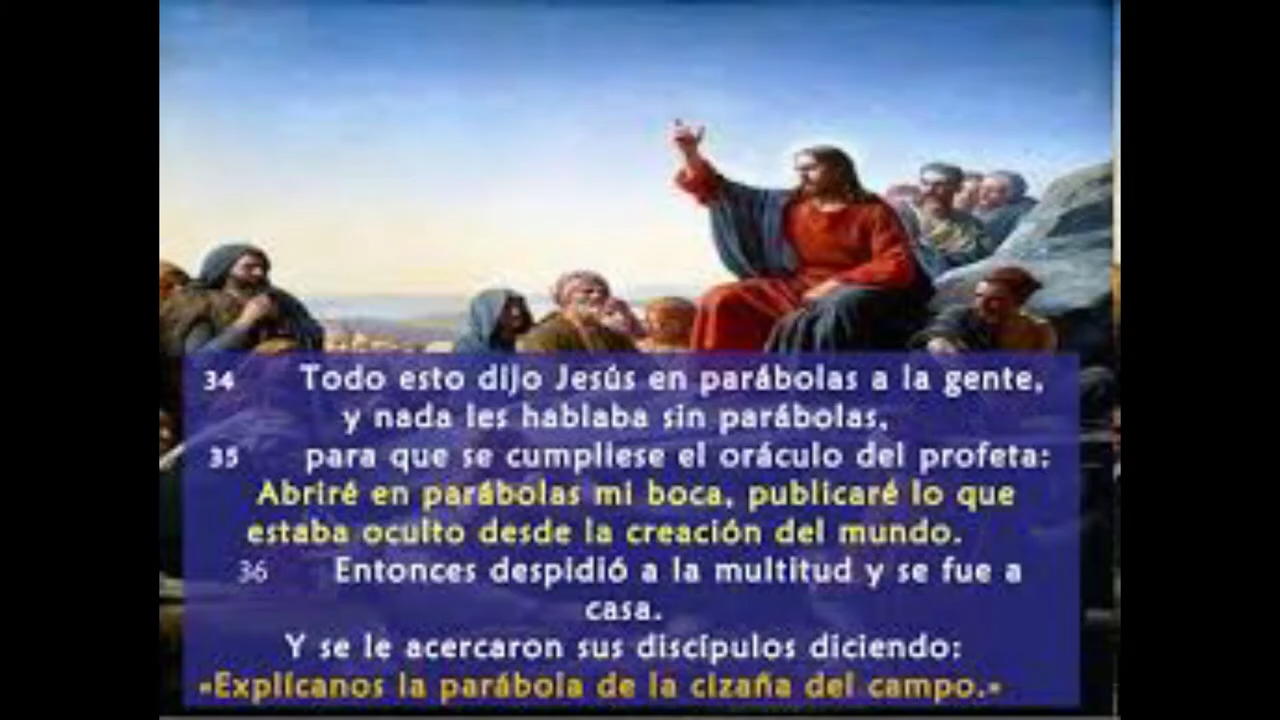 34 Todo esto dijo Jesús en parábolas a la gente,
y nada les hablaba sin parábolas,
35 para que se cumpliese el oráculo del profeta:
Abriré en parábolas mi boca, publicaré lo que
estaba oculto desde la creación del mundo.
36 Entonces despidió a la multitud y se fue a
casa.
Y se le acercaron sus discípulos diciendo:
«Explícanos la parábola de la cizaña del campo.»